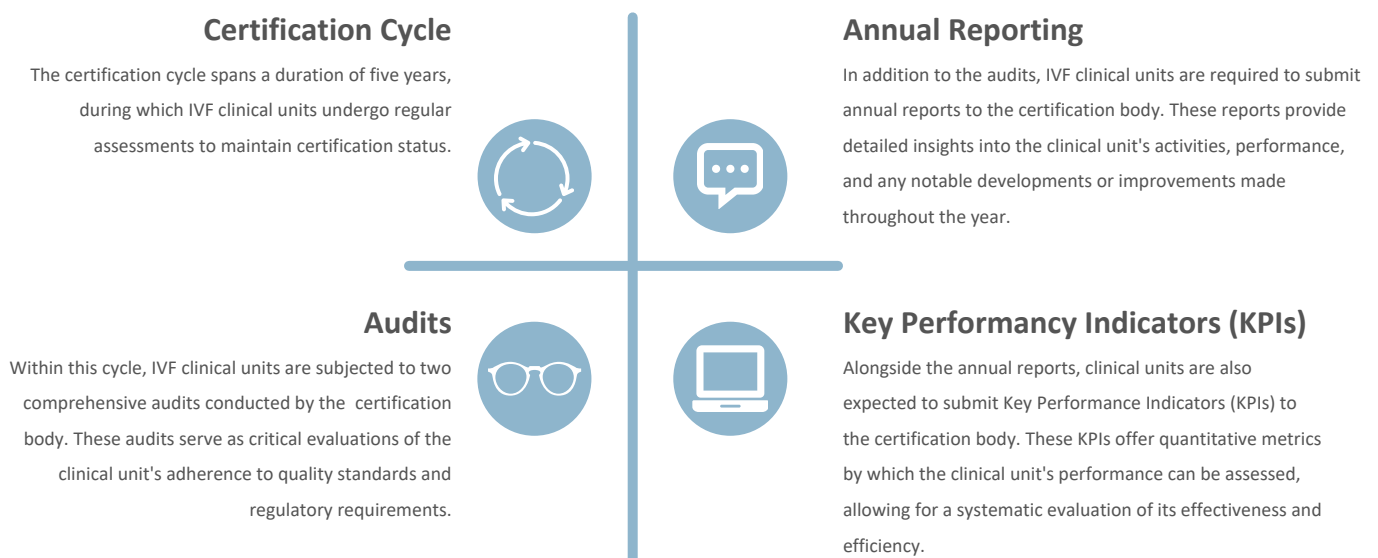 Certification Cycle
The certification cycle spans a duration of five years,
during which IVF clinical units undergo regular
assessments to maintain certification status.
Annual Reporting
In addition to the audits, IVF clinical units are required to submit
annual reports to the certification body. These reports provide
detailed insights into the clinical unit's activities, performance,
and any notable developments or improvements made
throughout the year.
Audits
Within this cycle, IVF clinical units are subjected to two
comprehensive audits conducted by the  certification
body. These audits serve as critical evaluations of the
clinical unit's adherence to quality standards and
regulatory requirements.
Key Performancy Indicators (KPIs)
Alongside the annual reports, clinical units are also
expected to submit Key Performance Indicators (KPIs) to
the certification body. These KPIs offer quantitative metrics
by which the clinical unit's performance can be assessed,
allowing for a systematic evaluation of its effectiveness and
efficiency.